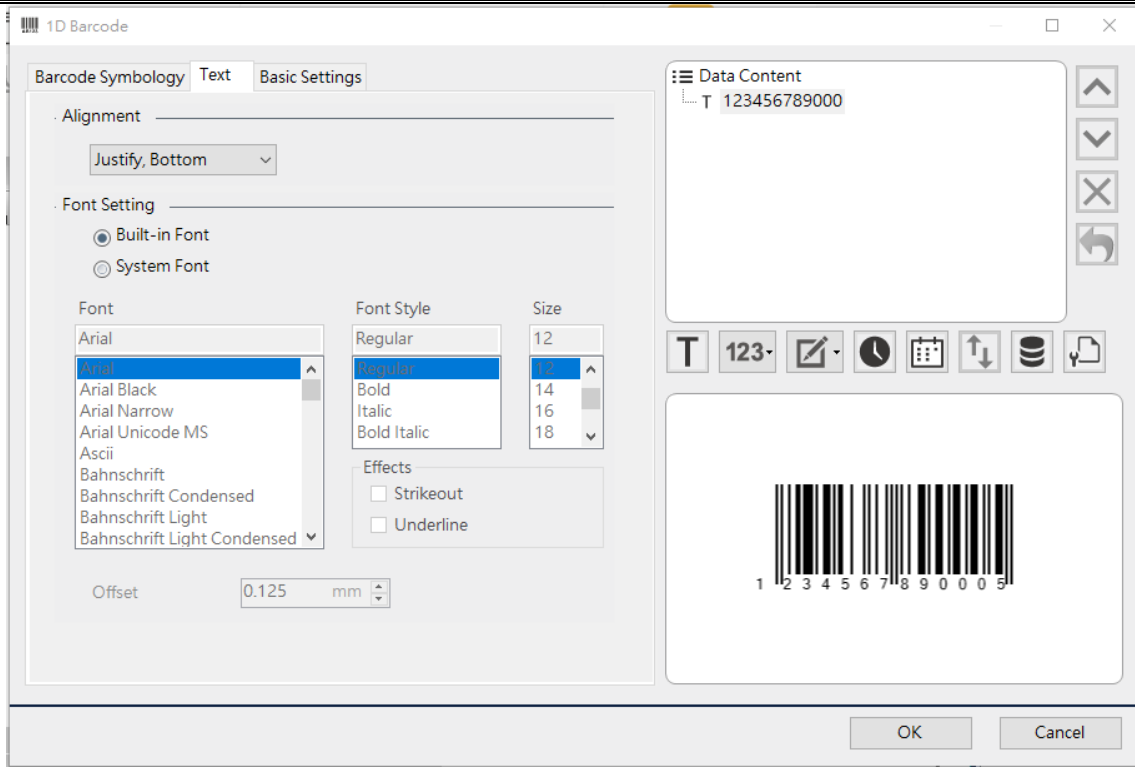 1D Barcode
Barcode Symbology Text Basic Settings
Alignment
Justify, Bottom
Font Setting
Built-in Font
System Font
Font Font Style Size
Arial Regular 12
Arial Regular 12
Arial Black Bold 14
Arial Narrow Italic 16
Arial Unicode MS Bold Italic 18
Ascii
Bahnschrift
Bahnschrift Condensed
Bahnschrift Light
Bahnschrift Light Condensed
Effects
Strikeout
Underline
Offset 0.125 mm
Data Content
T 123456789000
T 123
1 2 3 4 5 6 7 8 9 0 0 0 5
OK Cancel